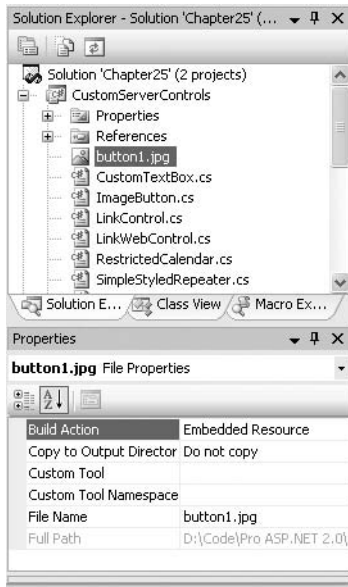 Solution Explorer - Solution 'Chapter25' (...
Solution 'Chapter25' (2 projects)
CustomServerControls
Properties
References
button1.jpg
CustomTextBox.cs
ImageButton.cs
LinkControl.cs
LinkWebControl.cs
RestrictedCalendar.cs
SimpleStyledRepeater.cs
Solution E... Class View Macro Ex...
Properties
button1.jpg File Properties
Build Action Embedded Resource
Copy to Output Director Do not copy
Custom Tool
Custom Tool Namespace
File Name button1.jpg
Full Path D:\Code\Pro ASP.NET 2.0\